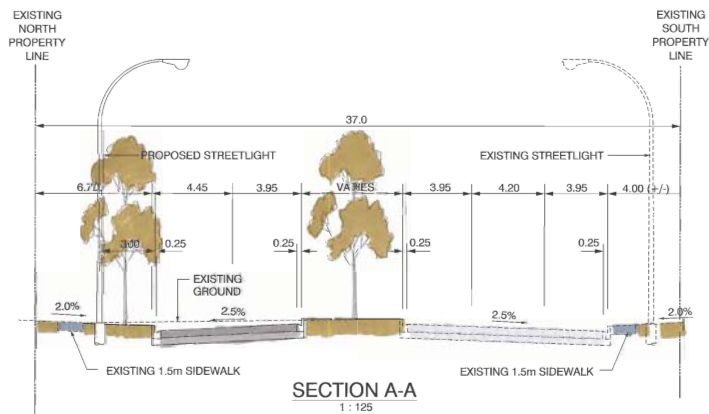 EXISTING
NORTH
PROPERTY
LINE
EXISTING
SOUTH
PROPERTY
LINE
37.0
PROPOSED STREETLIGHT
EXISTING STREETLIGHT
6.70
4.45
3.95
VARIES
3.95
4.20
3.95
4.00 (+/-)
3.00
0.25
0.25
0.25
0.25
EXISTING
GROUND
2.0%
2.5%
2.5%
2.0%
EXISTING 1.5m SIDEWALK
EXISTING 1.5m SIDEWALK
SECTION A-A
1 : 125